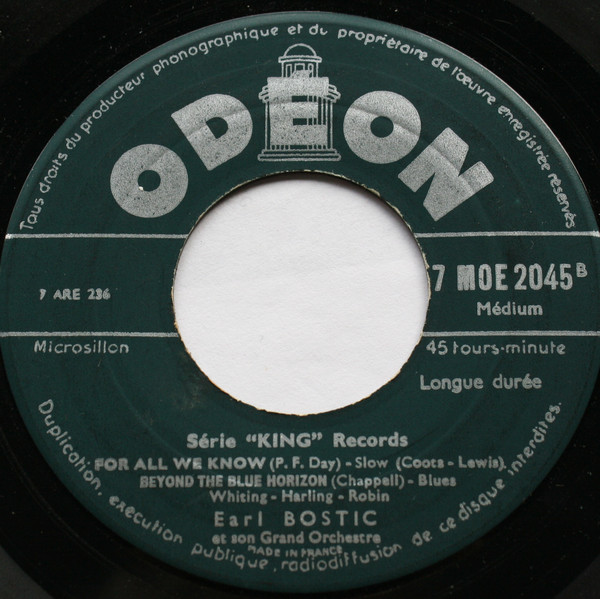 Tous droits du producteur phonographique et du propriétaire de l'œuvre enregistrée réservés
ODÉON
7 MOE 2045 B
7 ARE 236
Médium
Microsillon
45 tours-minute
Longue durée
Série "KING" Records
FOR ALL WE KNOW (P. F. Day) - Slow (Coots - Lewis)
BEYOND THE BLUE HORIZON (Chappell) - Blues
Whiting - Harling - Robin
Earl BOSTIC
et son Grand Orchestre
MADE IN FRANCE
Duplication, exécution publique, radiodiffusion de ce disque interdites.